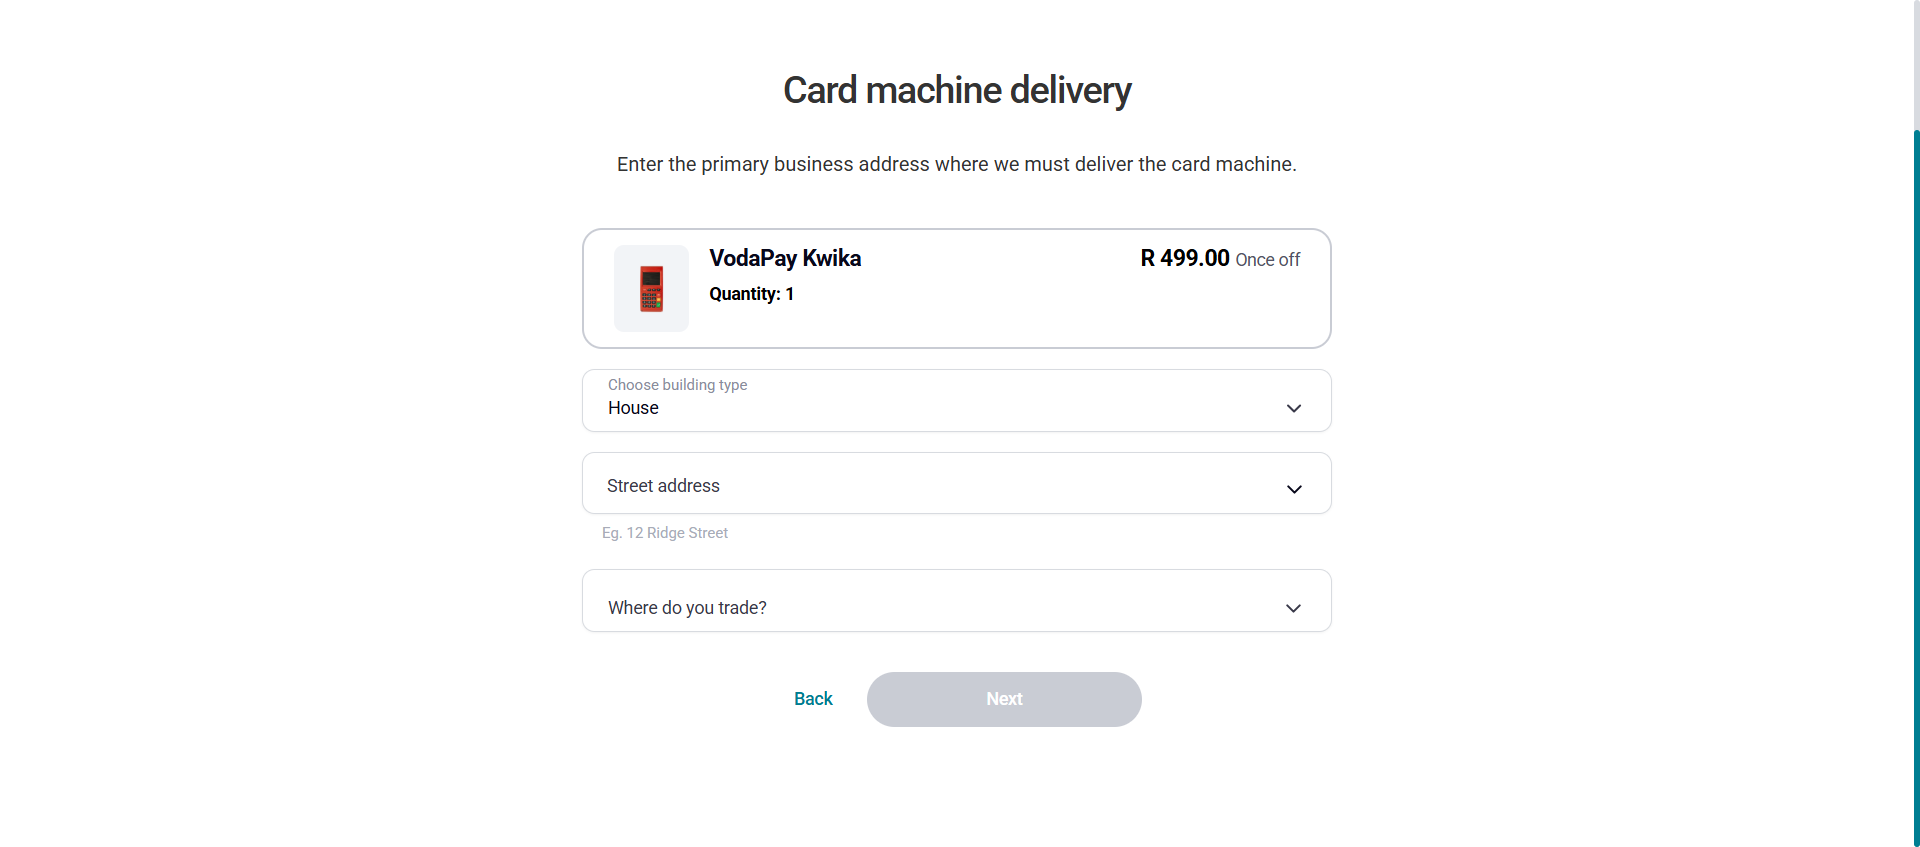 Card machine delivery
Enter the primary business address where we must deliver the card machine.
VodaPay Kwika
R 499.00 Once off
Quantity: 1
Choose building type
House
Street address
Eg. 12 Ridge Street
Where do you trade?
Back
Next